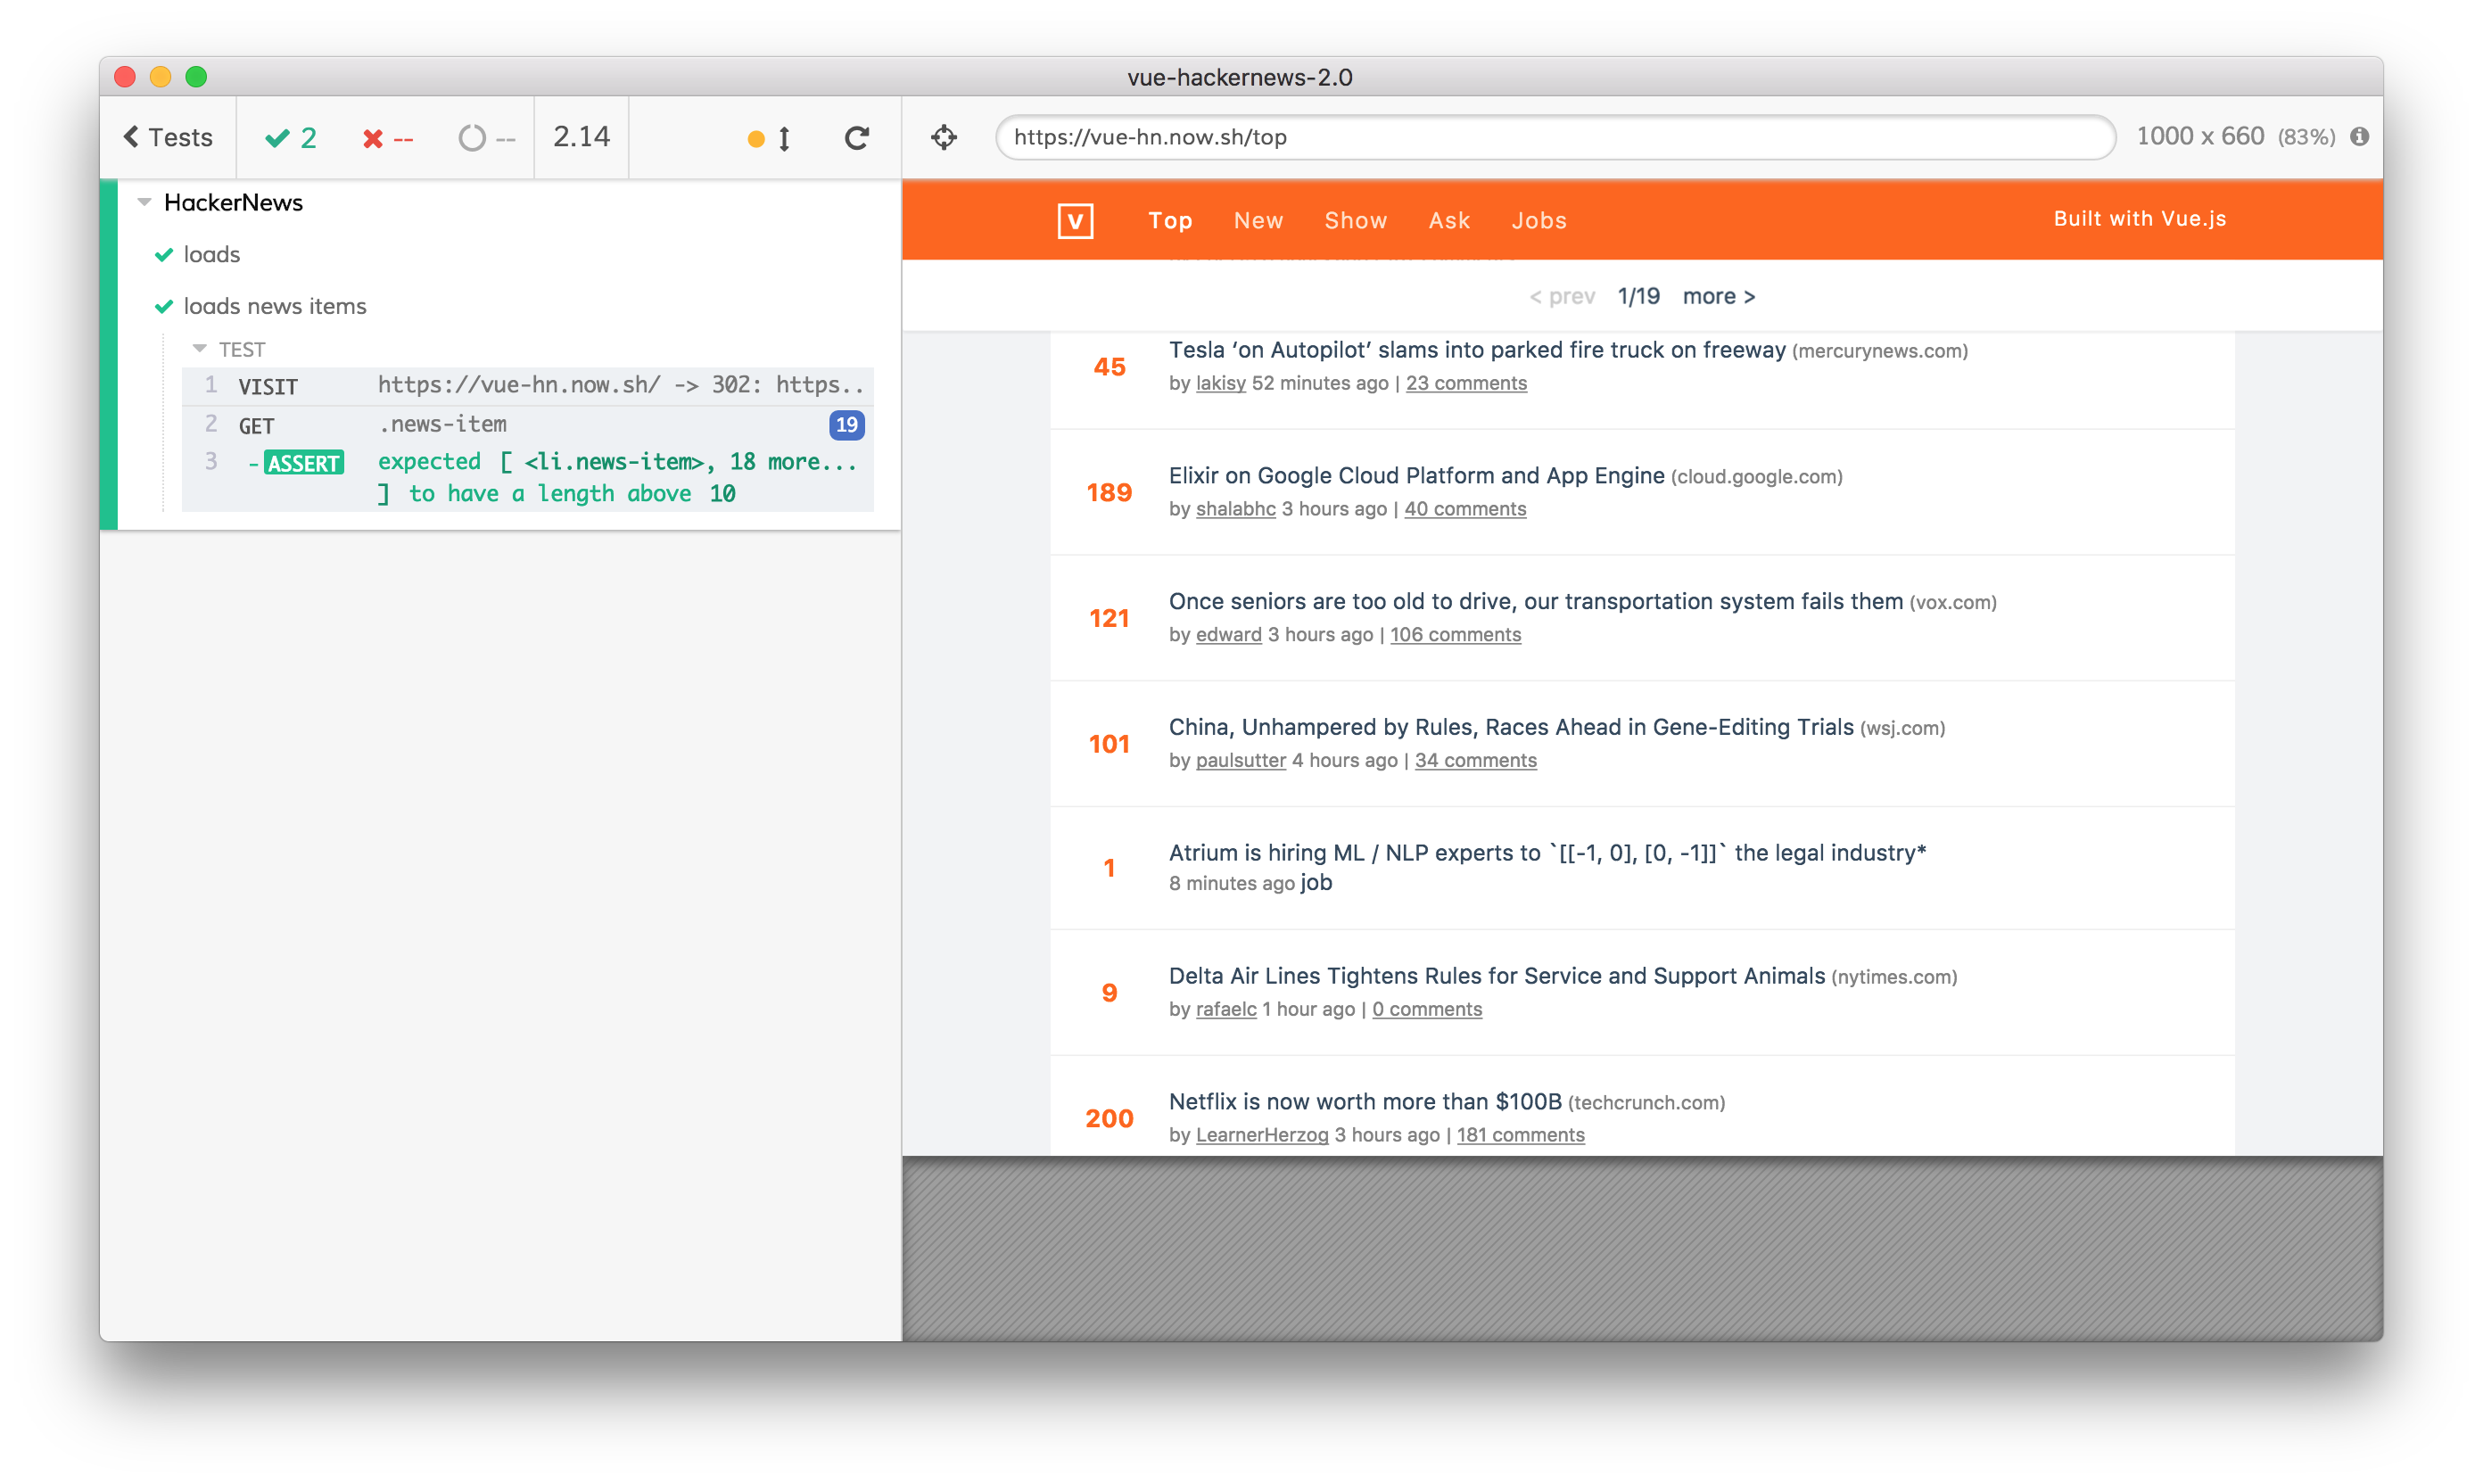 vue-hackernews-2.0
Tests 2 -- -- 2.14
https://vue-hn.now.sh/top 1000 x 660 (83%)
HackerNews
loads
loads news items
TEST
1 VISIT https://vue-hn.now.sh/ -> 302: https..
2 GET .news-item 19
3 -ASSERT expected [ <li.news-item>, 18 more...
] to have a length above 10
V Top New Show Ask Jobs Built with Vue.js
< prev 1/19 more >
45 Tesla ‘on Autopilot’ slams into parked fire truck on freeway (mercurynews.com)
by lakisy 52 minutes ago | 23 comments
189 Elixir on Google Cloud Platform and App Engine (cloud.google.com)
by shalabhc 3 hours ago | 40 comments
121 Once seniors are too old to drive, our transportation system fails them (vox.com)
by edward 3 hours ago | 106 comments
101 China, Unhampered by Rules, Races Ahead in Gene-Editing Trials (wsj.com)
by paulsutter 4 hours ago | 34 comments
1 Atrium is hiring ML / NLP experts to `[[-1, 0], [0, -1]]` the legal industry*
8 minutes ago job
9 Delta Air Lines Tightens Rules for Service and Support Animals (nytimes.com)
by rafaelc 1 hour ago | 0 comments
200 Netflix is now worth more than $100B (techcrunch.com)
by LearnerHerzog 3 hours ago | 181 comments